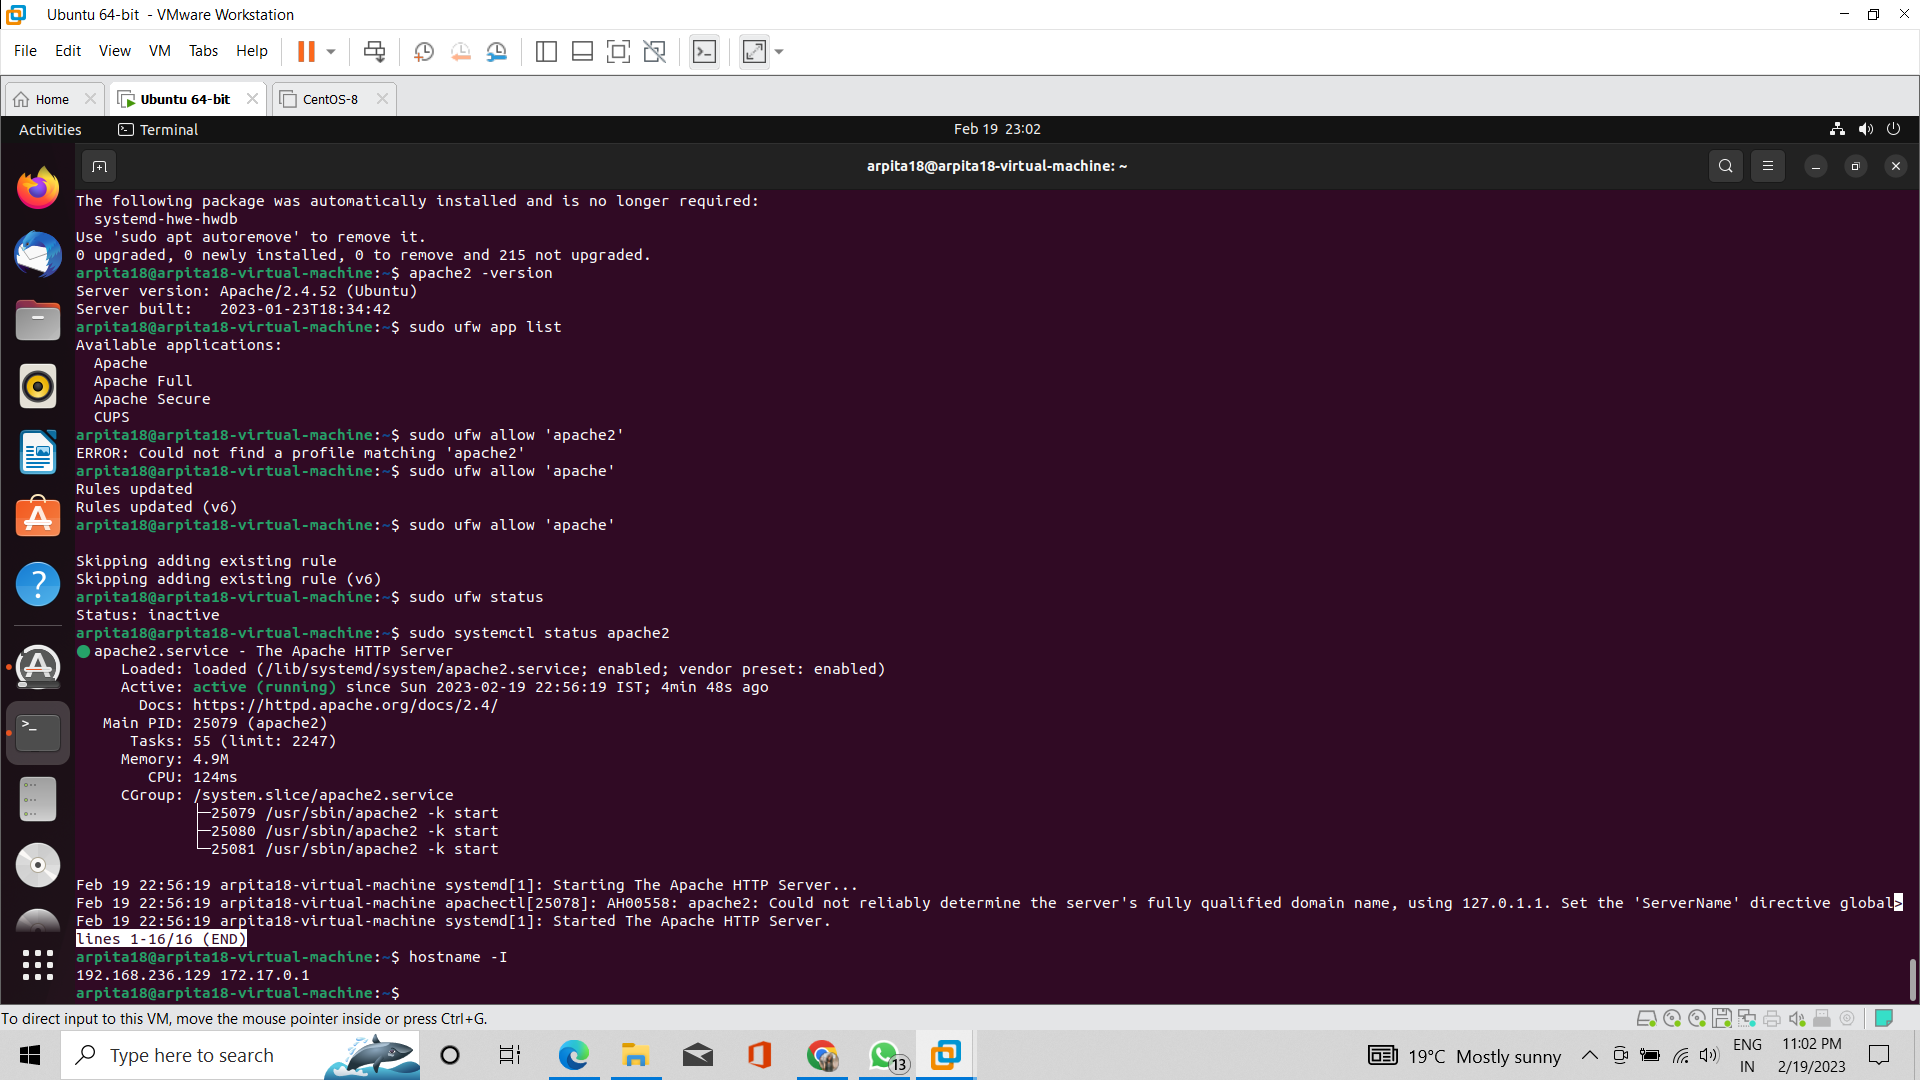 Ubuntu 64-bit - VMware Workstation
File Edit View VM Tabs Help
Home Ubuntu 64-bit CentOS-8
Activities Terminal Feb 19 23:02
arpita18@arpita18-virtual-machine: ~
The following package was automatically installed and is no longer required:
systemd-hwe-hwdb
Use 'sudo apt autoremove' to remove it.
0 upgraded, 0 newly installed, 0 to remove and 215 not upgraded.
arpita18@arpita18-virtual-machine:~$ apache2 -version
Server version: Apache/2.4.52 (Ubuntu)
Server built:   2023-01-23T18:34:42
arpita18@arpita18-virtual-machine:~$ sudo ufw app list
Available applications:
Apache
Apache Full
Apache Secure
CUPS
arpita18@arpita18-virtual-machine:~$ sudo ufw allow 'apache2'
ERROR: Could not find a profile matching 'apache2'
arpita18@arpita18-virtual-machine:~$ sudo ufw allow 'apache'
Rules updated
Rules updated (v6)
arpita18@arpita18-virtual-machine:~$ sudo ufw allow 'apache'
Skipping adding existing rule
Skipping adding existing rule (v6)
arpita18@arpita18-virtual-machine:~$ sudo ufw status
Status: inactive
arpita18@arpita18-virtual-machine:~$ sudo systemctl status apache2
apache2.service - The Apache HTTP Server
Loaded: loaded (/lib/systemd/system/apache2.service; enabled; vendor preset: enabled)
Active: active (running) since Sun 2023-02-19 22:56:19 IST; 4min 48s ago
Docs: https://httpd.apache.org/docs/2.4/
Main PID: 25079 (apache2)
Tasks: 55 (limit: 2247)
Memory: 4.9M
CPU: 124ms
CGroup: /system.slice/apache2.service
├─25079 /usr/sbin/apache2 -k start
├─25080 /usr/sbin/apache2 -k start
└─25081 /usr/sbin/apache2 -k start
Feb 19 22:56:19 arpita18-virtual-machine systemd[1]: Starting The Apache HTTP Server...
Feb 19 22:56:19 arpita18-virtual-machine apachectl[25078]: AH00558: apache2: Could not reliably determine the server's fully qualified domain name, using 127.0.1.1. Set the 'ServerName' directive global>
Feb 19 22:56:19 arpita18-virtual-machine systemd[1]: Started The Apache HTTP Server.
lines 1-16/16 (END)
arpita18@arpita18-virtual-machine:~$ hostname -I
192.168.236.129 172.17.0.1
arpita18@arpita18-virtual-machine:~$
To direct input to this VM, move the mouse pointer inside or press Ctrl+G.
Type here to search 13 19°C Mostly sunny ENG 11:02 PM
IN 2/19/2023